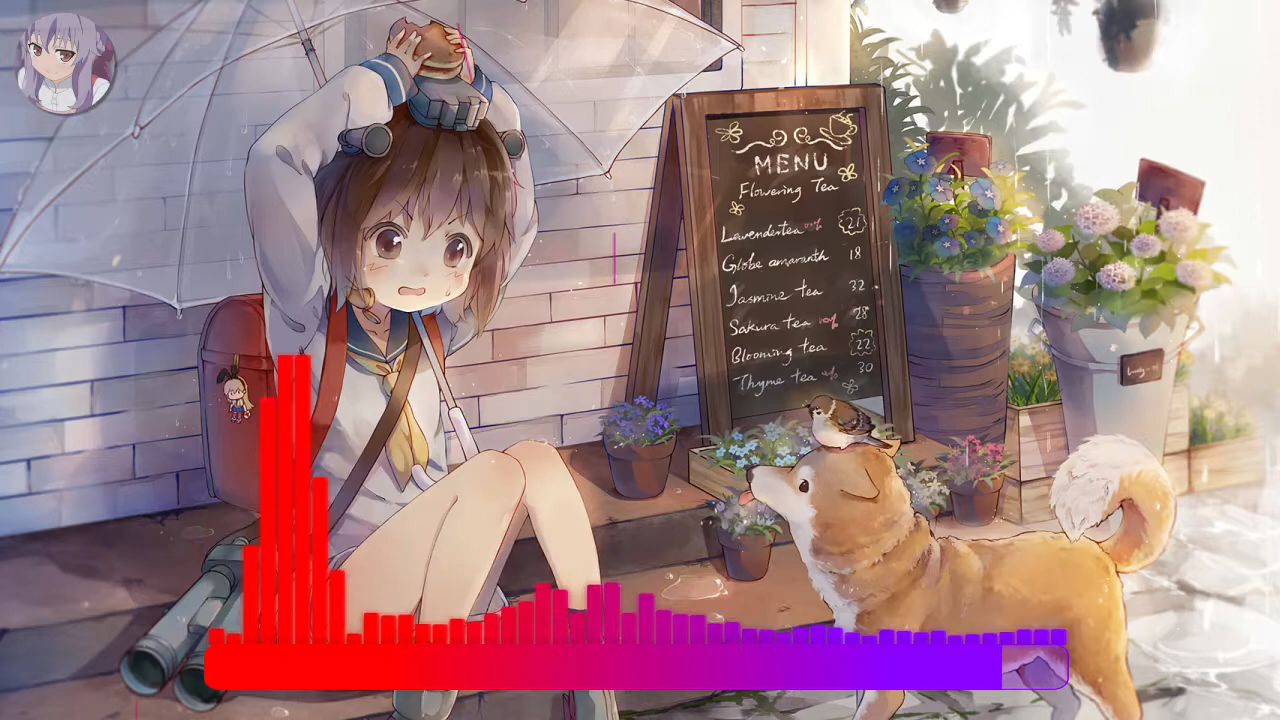 MENU
Flowering Tea
Lavendertea 21
Globe amaranth 18
Jasmine tea 32
Sakura tea 28
Blooming tea 22
Thyme tea 30